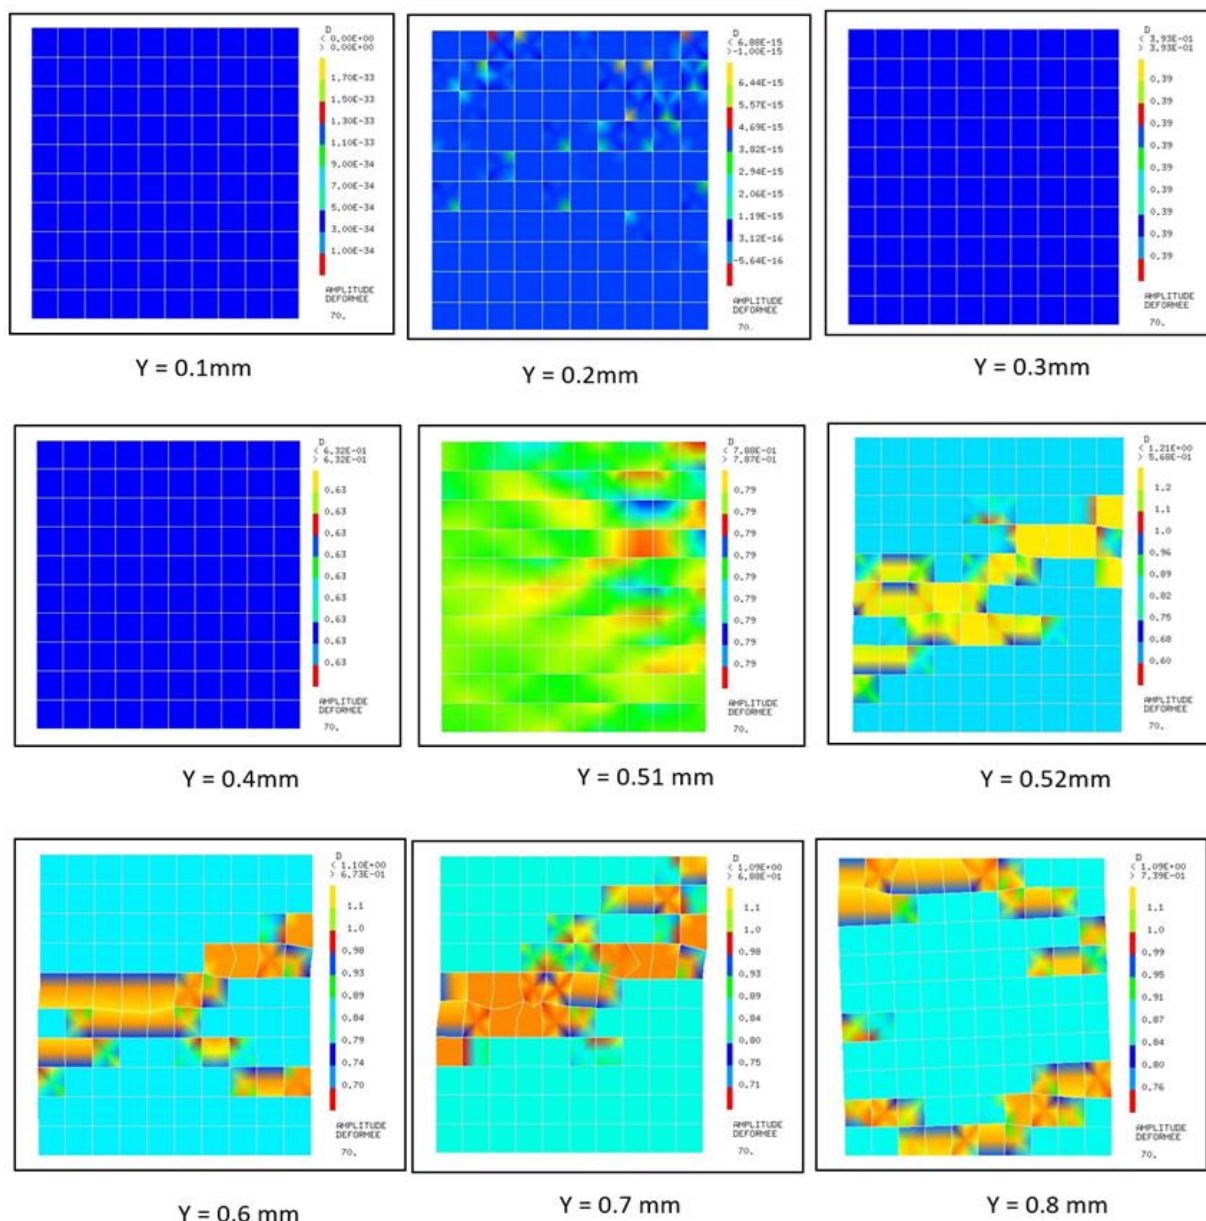 D
< 0.00E+00
> 0.00E+00
1.70E-33
1.50E-33
1.30E-33
1.10E-33
9.00E-34
7.00E-34
5.00E-34
3.00E-34
1.00E-34
AMPLITUDE
DEFORMEE
70.
Y = 0.1mm
D
< 6.88E-15
>-1.00E-15
6.44E-15
5.57E-15
4.69E-15
3.82E-15
2.94E-15
2.06E-15
1.19E-15
3.12E-16
-5.64E-16
AMPLITUDE
DEFORMEE
70.
Y = 0.2mm
D
< 3.93E-01
> 3.93E-01
0.39
0.39
0.39
0.39
0.39
0.39
0.39
0.39
0.39
AMPLITUDE
DEFORMEE
70.
Y = 0.3mm
D
< 6.32E-01
> 6.32E-01
0.63
0.63
0.63
0.63
0.63
0.63
0.63
0.63
0.63
AMPLITUDE
DEFORMEE
70.
Y = 0.4mm
D
< 7.88E-01
> 7.87E-01
0.79
0.79
0.79
0.79
0.79
0.79
0.79
0.79
0.79
AMPLITUDE
DEFORMEE
70.
Y = 0.51 mm
D
< 1.21E+00
> 5.68E-01
1.2
1.1
1.0
0.96
0.89
0.82
0.75
0.68
0.60
AMPLITUDE
DEFORMEE
70.
Y = 0.52mm
D
< 1.10E+00
> 6.73E-01
1.1
1.0
0.98
0.93
0.89
0.84
0.79
0.74
0.70
AMPLITUDE
DEFORMEE
70.
Y = 0.6 mm
D
< 1.09E+00
> 6.88E-01
1.1
1.0
0.98
0.93
0.89
0.84
0.80
0.75
0.71
AMPLITUDE
DEFORMEE
70.
Y = 0.7 mm
D
< 1.09E+00
> 7.39E-01
1.1
1.0
0.99
0.95
0.91
0.87
0.84
0.80
0.76
AMPLITUDE
DEFORMEE
70.
Y = 0.8 mm